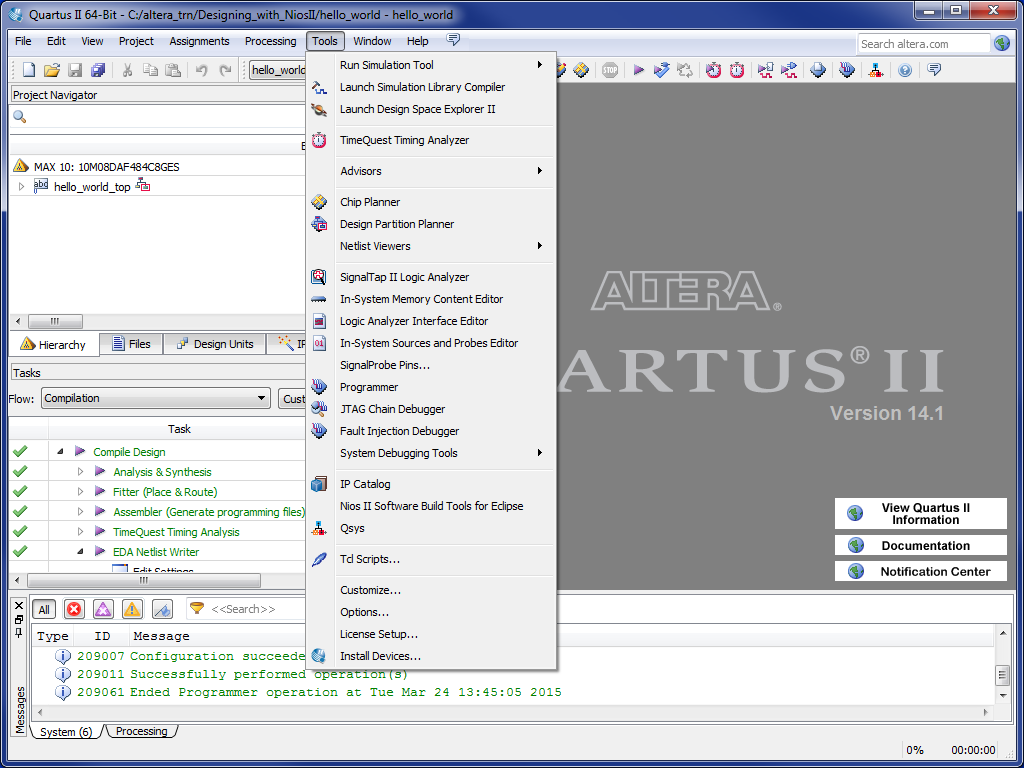 Quartus II 64-Bit - C:/altera_trn/Designing_with_NiosII/hello_world - hello_world
File Edit View Project Assignments Processing Tools Window Help
Search altera.com
hello_world
Project Navigator
MAX 10: 10M08DAF484C8GES
abd hello_world_top
Hierarchy Files Design Units IP
Tasks
Flow: Compilation Cust
Task
Compile Design
Analysis & Synthesis
Fitter (Place & Route)
Assembler (Generate programming files)
TimeQuest Timing Analysis
EDA Netlist Writer
Edit Settings
Run Simulation Tool
Launch Simulation Library Compiler
Launch Design Space Explorer II
TimeQuest Timing Analyzer
Advisors
Chip Planner
Design Partition Planner
Netlist Viewers
SignalTap II Logic Analyzer
In-System Memory Content Editor
Logic Analyzer Interface Editor
In-System Sources and Probes Editor
SignalProbe Pins...
Programmer
JTAG Chain Debugger
Fault Injection Debugger
System Debugging Tools
IP Catalog
Nios II Software Build Tools for Eclipse
Qsys
Tcl Scripts...
Customize...
Options...
License Setup...
Install Devices...
STOP
ALTERA®
ARTUS® II
Version 14.1
View Quartus II
Information
Documentation
Notification Center
All <<Search>>
Type ID Message
209007 Configuration succeede
209011 Successfully performed operation(s)
209061 Ended Programmer operation at Tue Mar 24 13:45:05 2015
Messages
System (6) Processing
0% 00:00:00